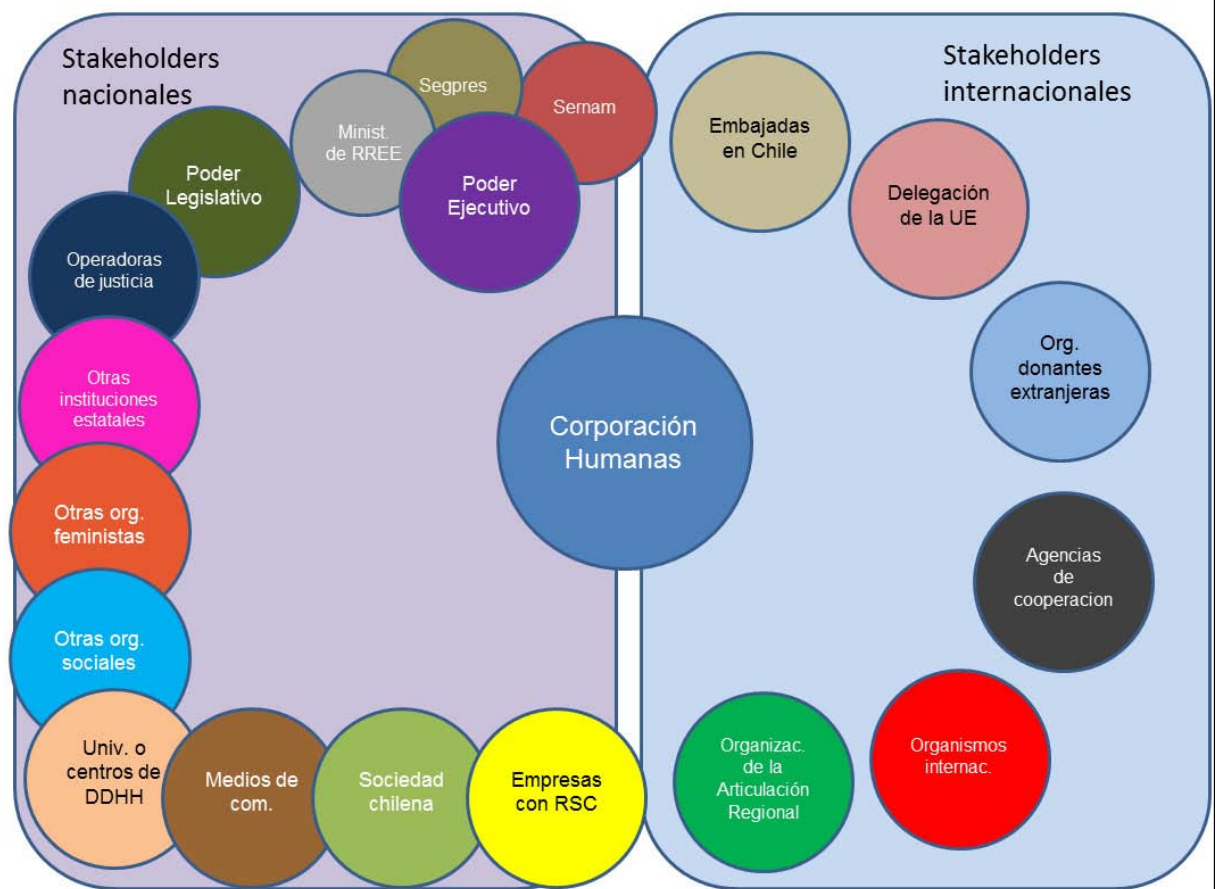 Stakeholders
nacionales
Segpres
Sernam
Minist.
de RREE
Poder
Legislativo
Poder
Ejecutivo
Operadoras
de justicia
Otras
instituciones
estatales
Otras org.
feministas
Otras org.
sociales
Univ. o
centros de
DDHH
Medios de
com.
Sociedad
chilena
Empresas
con RSC
Corporación
Humanas
Stakeholders
internacionales
Embajadas
en Chile
Delegación
de la UE
Org.
donantes
extranjeras
Agencias
de
cooperacion
Organismos
internac.
Organizac.
de la
Articulación
Regional